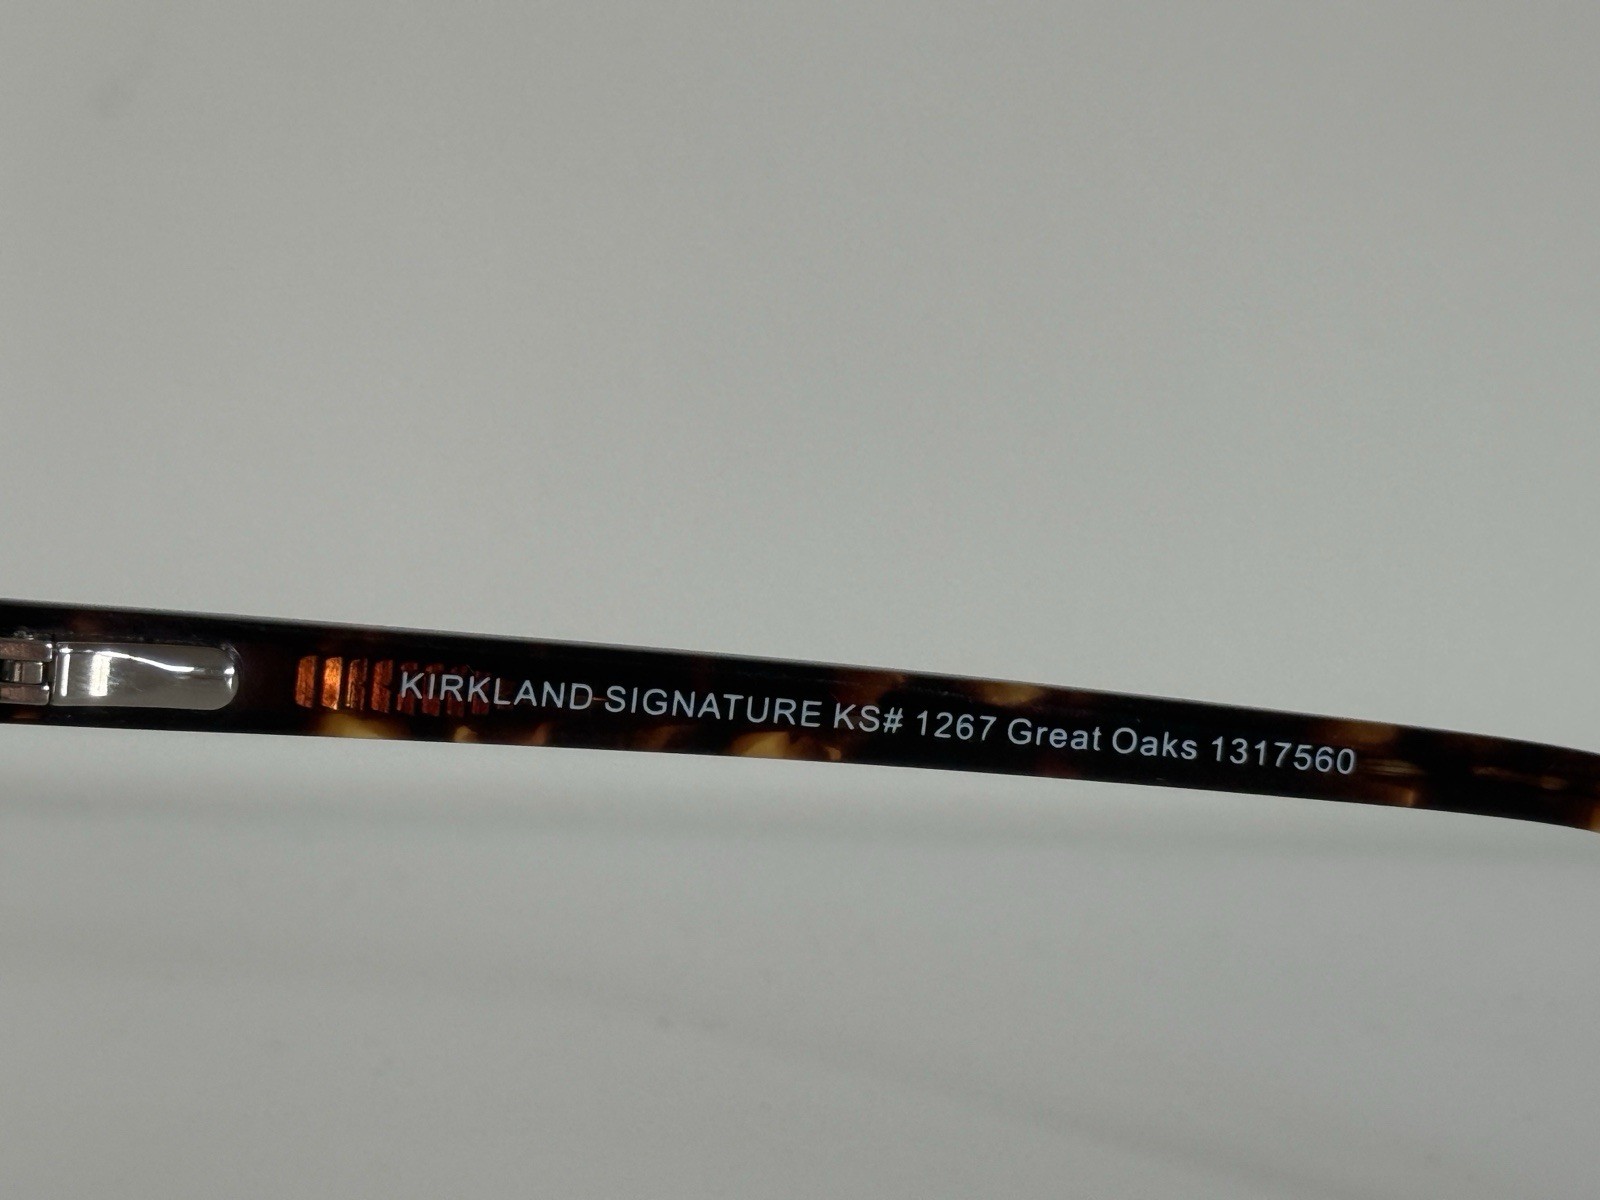 KIRKLAND SIGNATURE KS# 1267 Great Oaks 1317560